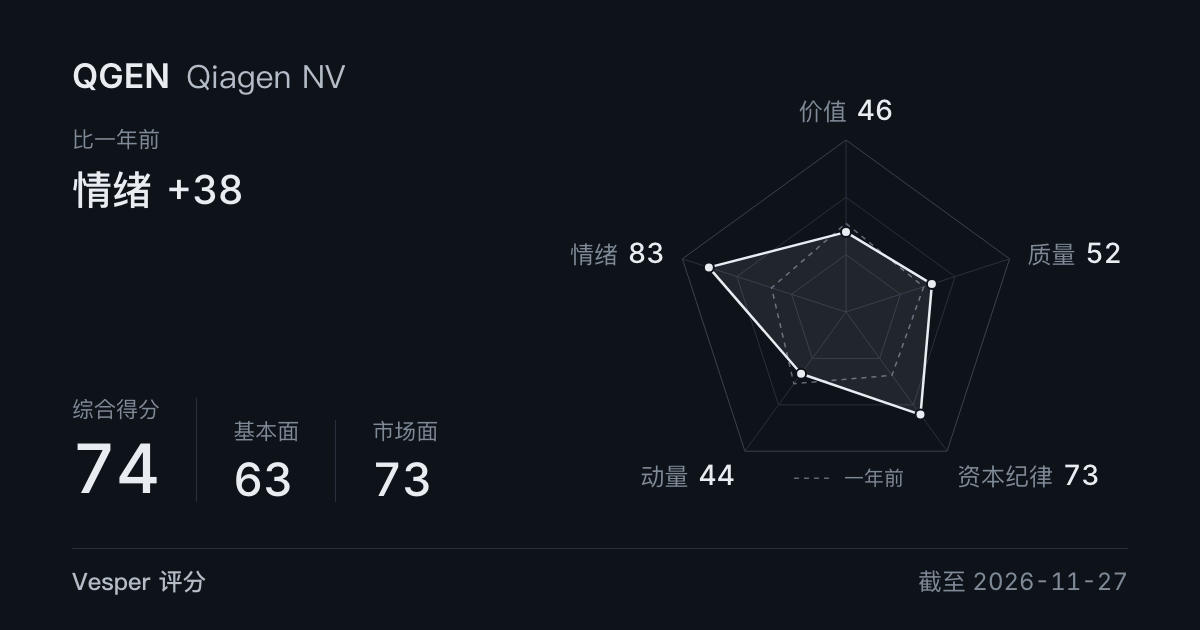 QGEN Qiagen NV
比一年前
情绪 +38
价值 46
情绪 83
质量 52
动量 44
---- 一年前
资本纪律 73
综合得分
74
基本面
63
市场面
73
Vesper 评分
截至 2026-11-27